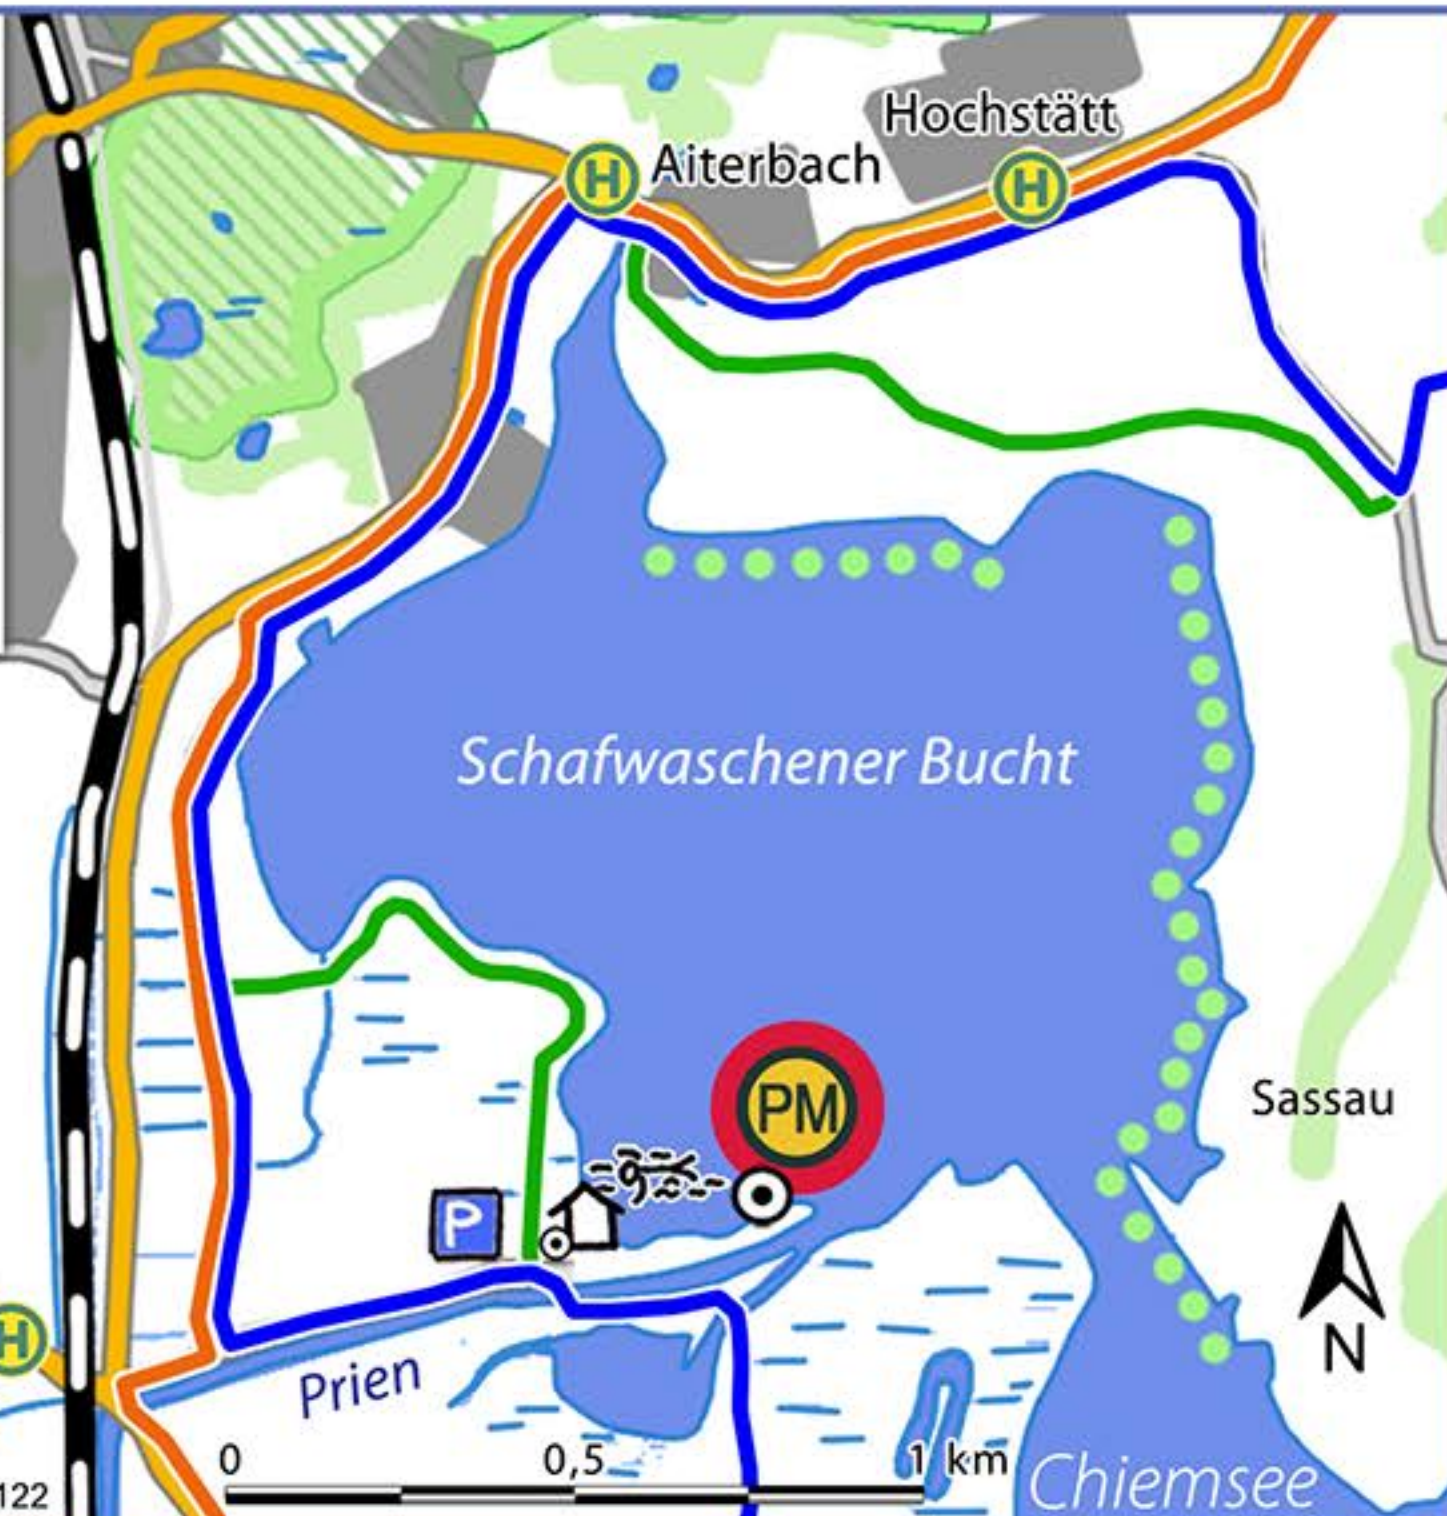 Hochstätt
H
Aiterbach
H
Schafwaschener Bucht
PM
Sassau
P
H
N
Prien
0 0,5 1 km
Chiemsee
122